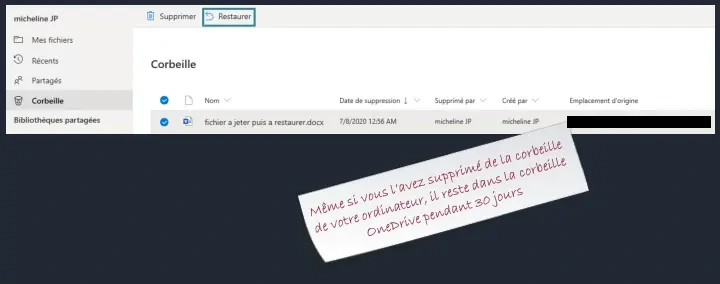 micheline JP
Supprimer Restaurer
Mes fichiers
Récents
Partagés
Corbeille
Bibliothèques partagées
Corbeille
Nom Date de suppression ↓ Supprimé par Créé par Emplacement d'origine
fichier a jeter puis a restaurer.docx 7/8/2020 12:56 AM micheline JP micheline JP
Même si vous l'avez supprimé de la corbeille
de votre ordinateur, il reste dans la corbeille
OneDrive pendant 30 jours